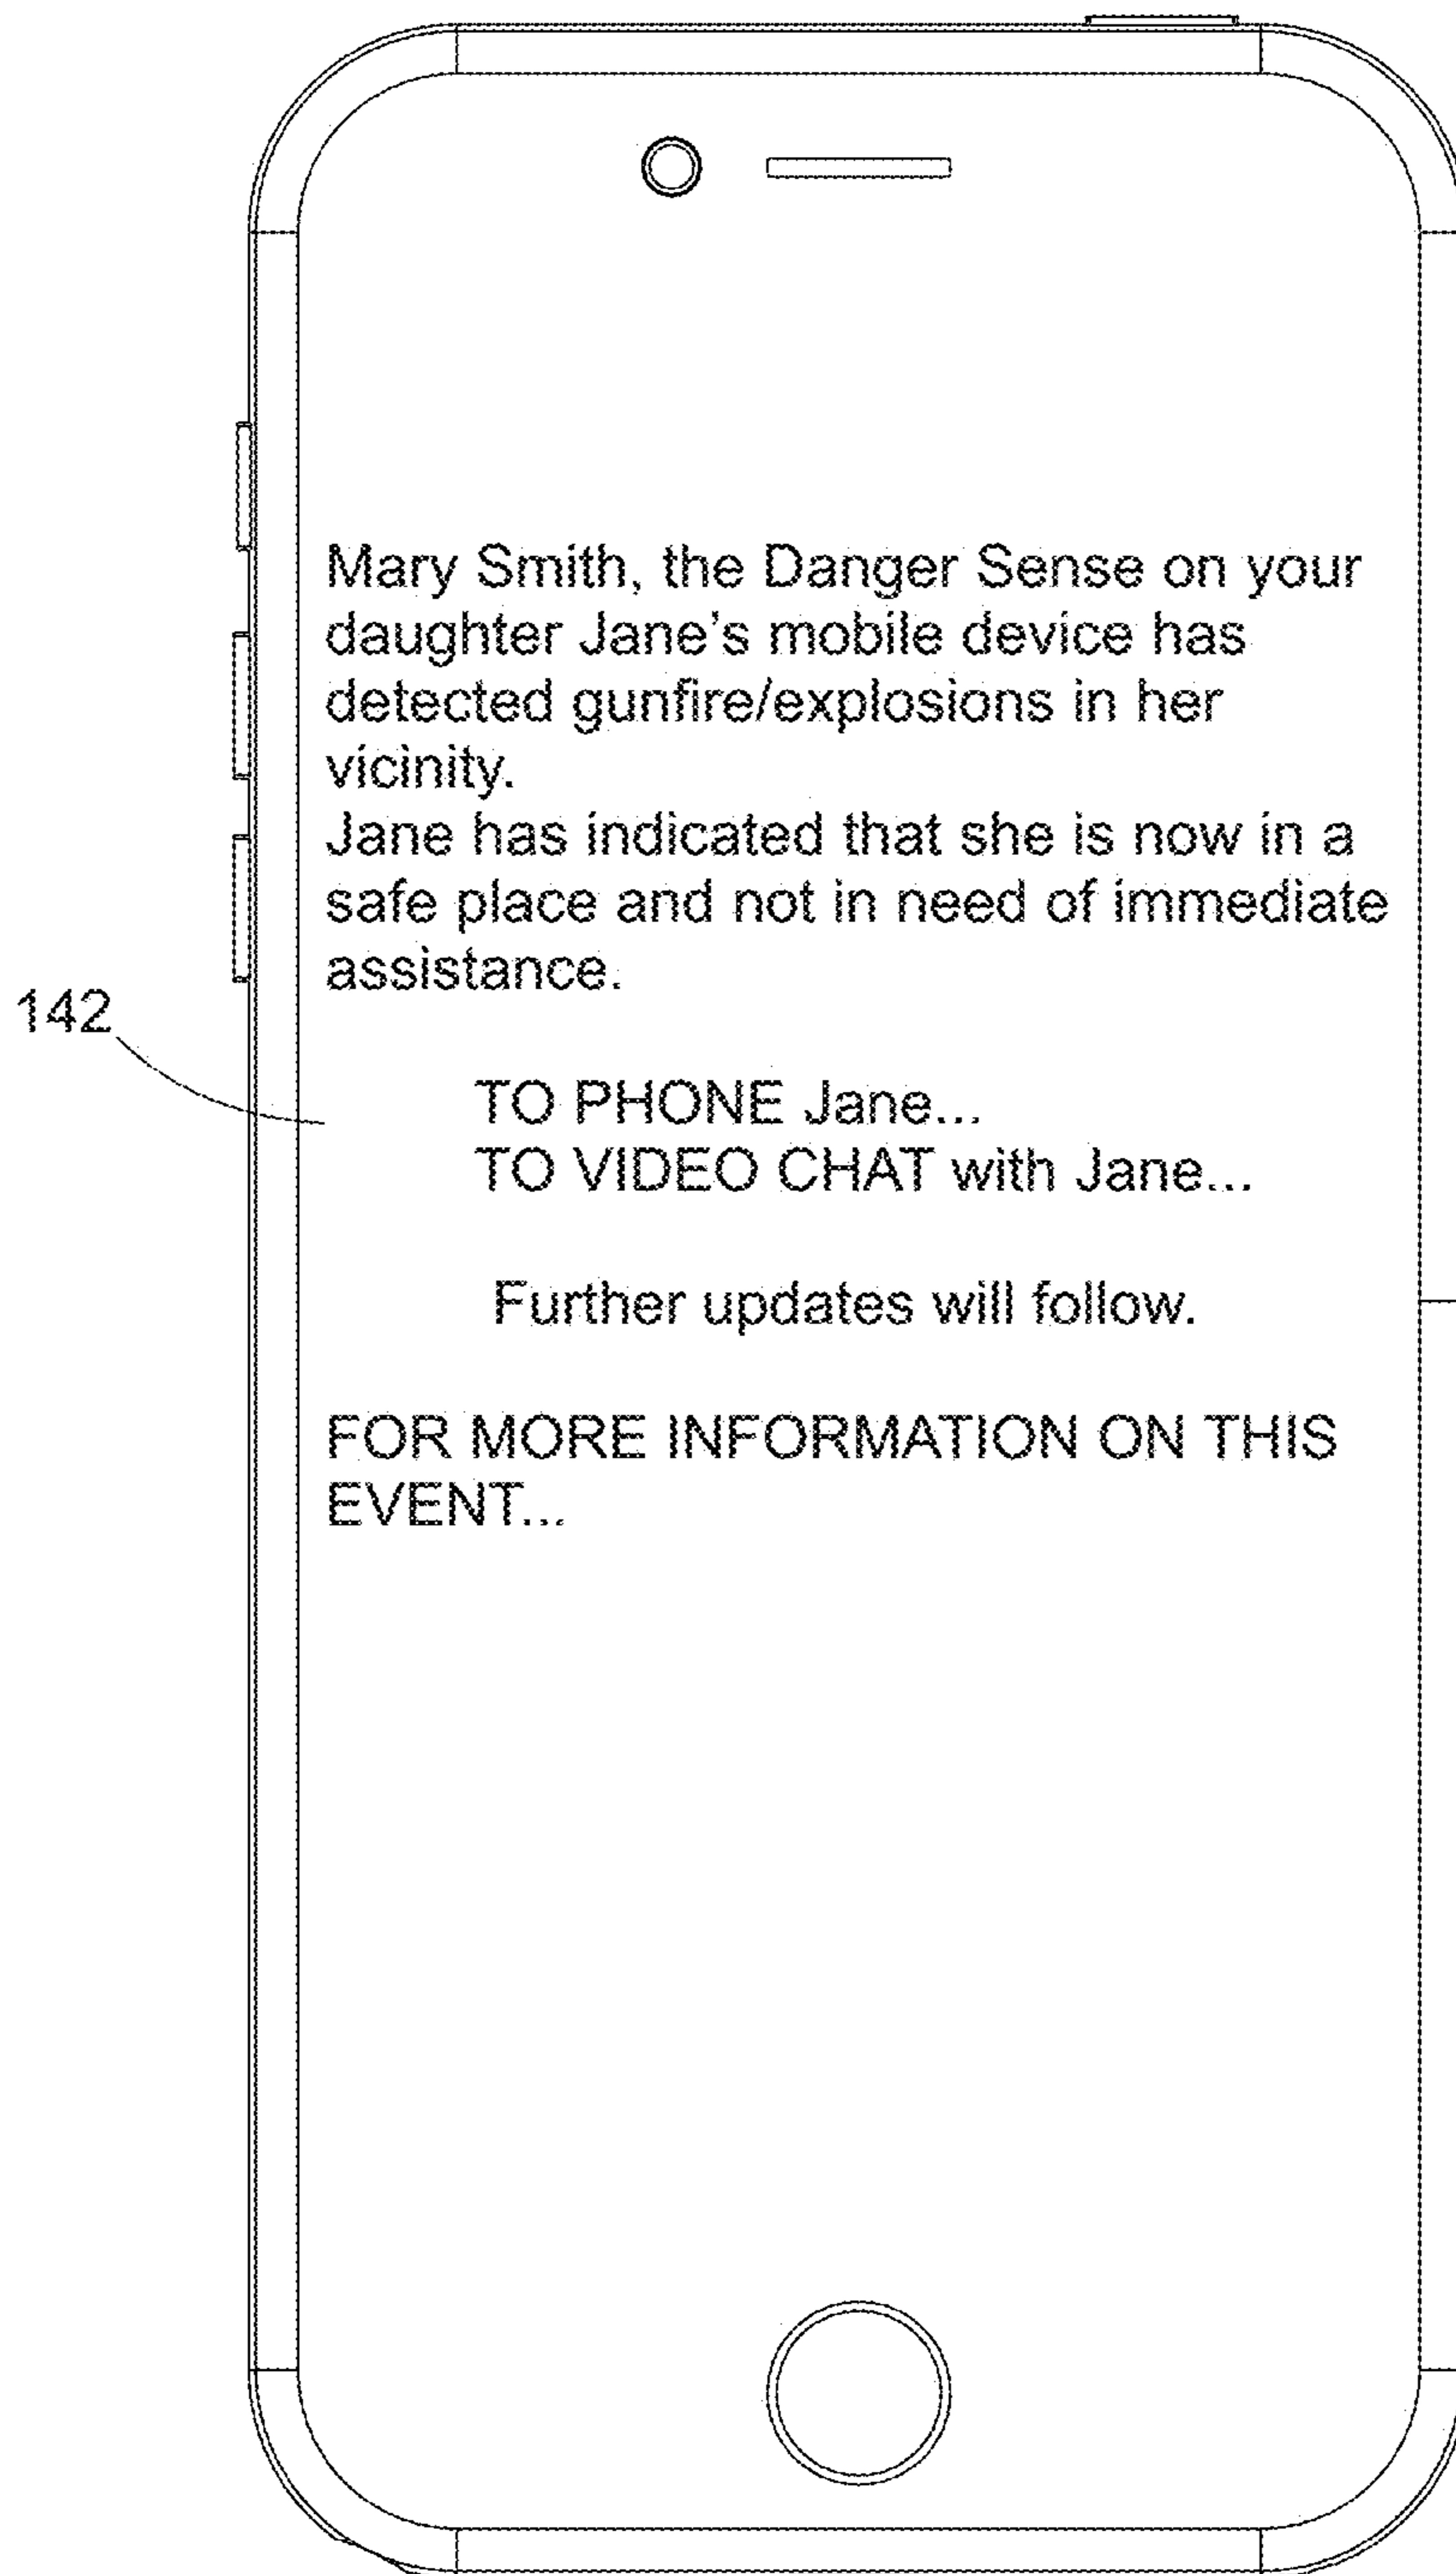 Mary Smith, the Danger Sense on your
daughter Jane's mobile device has
detected gunfire/explosions in her
vicinity.
Jane has indicated that she is now in a
safe place and not in need of immediate
assistance.
142
TO PHONE Jane...
TO VIDEO CHAT with Jane...
Further updates will follow.
FOR MORE INFORMATION ON THIS
EVENT...